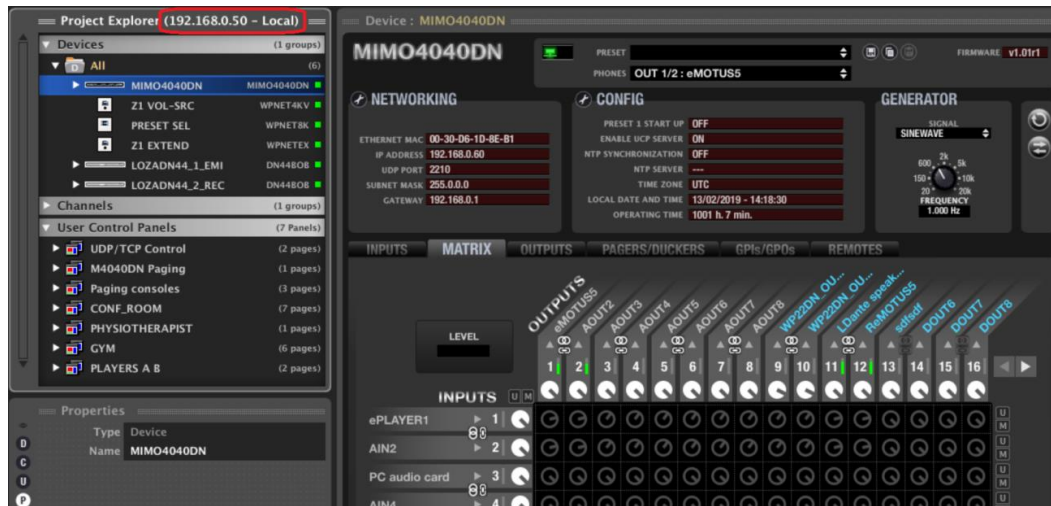 Project Explorer (192.168.0.50 - Local)
Devices (1 groups)
All (6)
MIMO4040DN MIMO4040DN
Z1 VOL-SRC WPNET4KV
PRESET SEL WPNET8K
Z1 EXTEND WPNETEX
LOZADN44_1_EMI DN44BOB
LOZADN44_2_REC DN44BOB
Channels (1 groups)
User Control Panels (7 Panels)
UDP/TCP Control (2 pages)
M4040DN Paging (1 pages)
Paging consoles (3 pages)
CONF_ROOM (7 pages)
PHYSIOTHERAPIST (1 pages)
GYM (6 pages)
PLAYERS A B (2 pages)
Properties
Type Device
Name MIMO4040DN
D
C
U
P
Device : MIMO4040DN
MIMO4040DN
PRESET
PHONES OUT 1/2 : eMOTUS5
FIRMWARE v1.01r1
NETWORKING
ETHERNET MAC 00-30-D6-1D-8E-B1
IP ADDRESS 192.168.0.60
UDP PORT 2210
SUBNET MASK 255.0.0.0
GATEWAY 192.168.0.1
CONFIG
PRESET 1 START UP OFF
ENABLE UCP SERVER ON
NTP SYNCHRONIZATION OFF
NTP SERVER ---
TIME ZONE UTC
LOCAL DATE AND TIME 13/02/2019 - 14:18:30
OPERATING TIME 1001 h. 7 min.
GENERATOR
SIGNAL
SINEWAVE
600 2k 5k
150 10k
20 20k
FREQUENCY
1.000 Hz
INPUTS MATRIX OUTPUTS PAGERS/DUCKERS GPIs/GPOs REMOTES
LEVEL
OUTPUTS
eMOTUS5
AOUT2
AOUT3
AOUT4
AOUT5
AOUT6
AOUT7
AOUT8
WP22DN_OU...
WP22DN_OU...
LDante speak...
ReMOTUS5
sdfsdf
DOUT6
DOUT7
DOUT8
1 2 3 4 5 6 7 8 9 10 11 12 13 14 15 16
INPUTS U M
ePLAYER1 1 U M
AIN2 2 U M
PC audio card 3 U M
AIN4 4 U